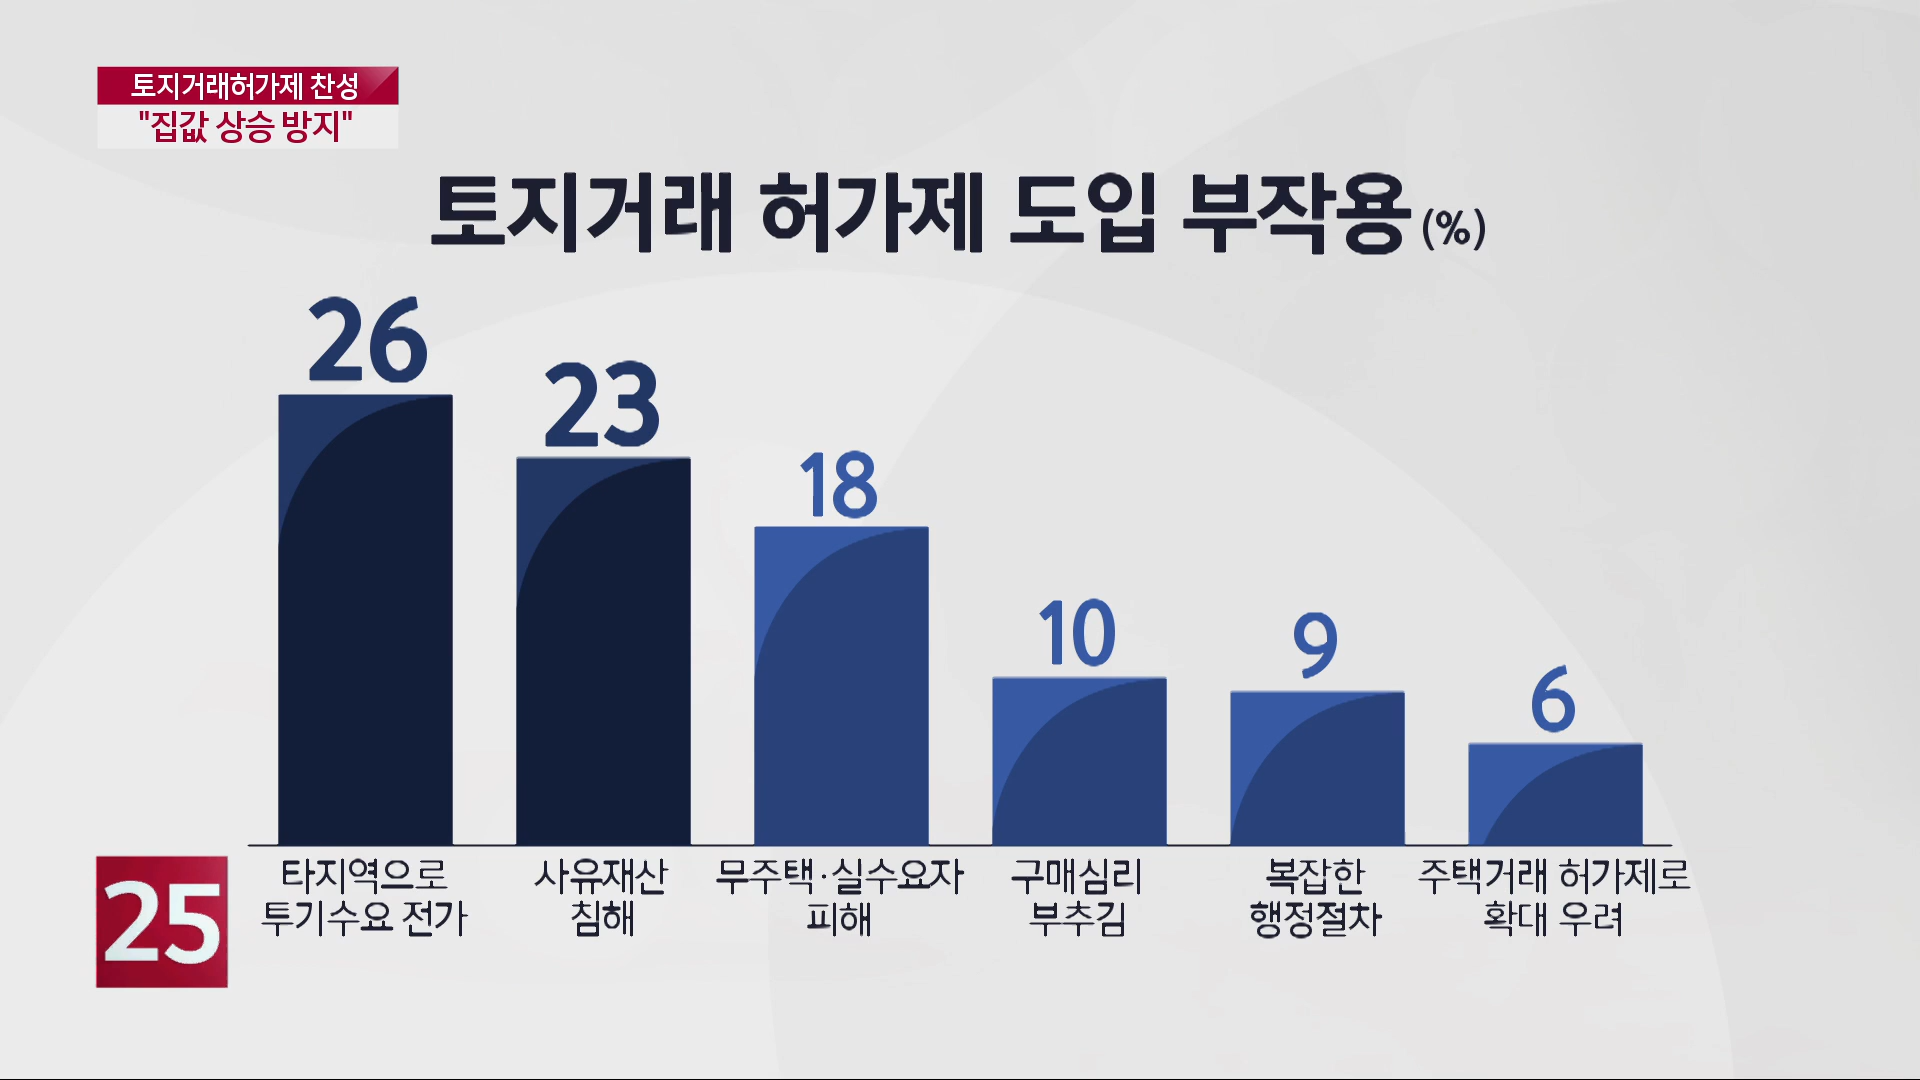 토지거래허가제 찬성
"집값 상승 방지"
토지거래 허가제 도입 부작용 (%)
26
23
18
10
9
6
타지역으로
투기수요 전가
사유재산
침해
무주택·실수요자
피해
구매심리
부추김
복잡한
행정절차
주택거래 허가제로
확대 우려
25